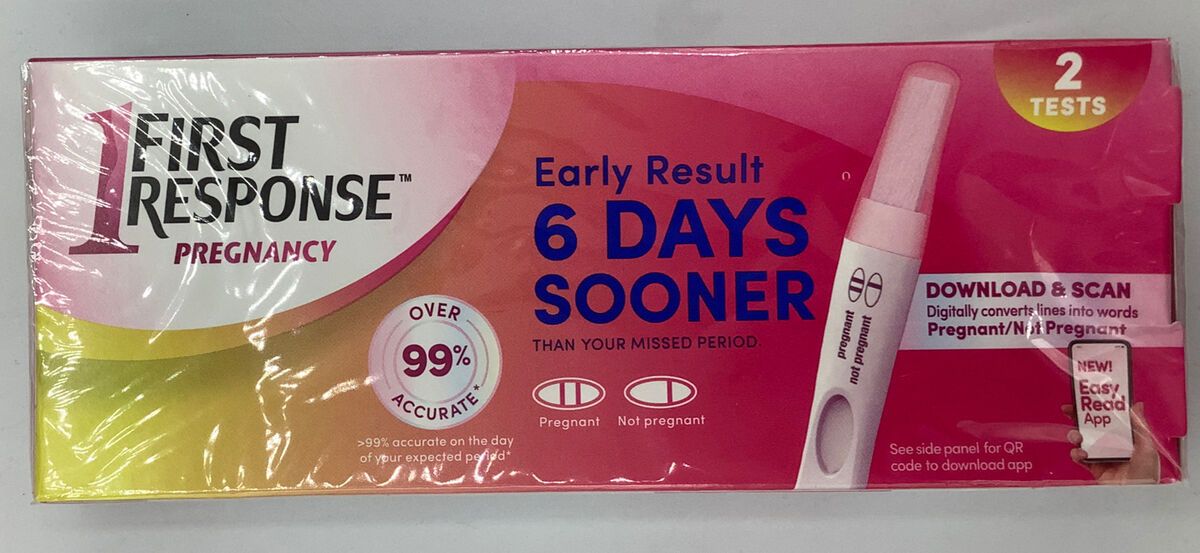 1 FIRST
RESPONSE™
PREGNANCY
OVER
99%
ACCURATE*
>99% accurate on the day
of your expected period*
Early Result
6 DAYS
SOONER
THAN YOUR MISSED PERIOD
Pregnant
Not pregnant
pregnant
not pregnant
2
TESTS
DOWNLOAD & SCAN
Digitally converts lines into words
Pregnant/Not Pregnant
NEW!
Easy
Read
App
See side panel for QR
code to download app